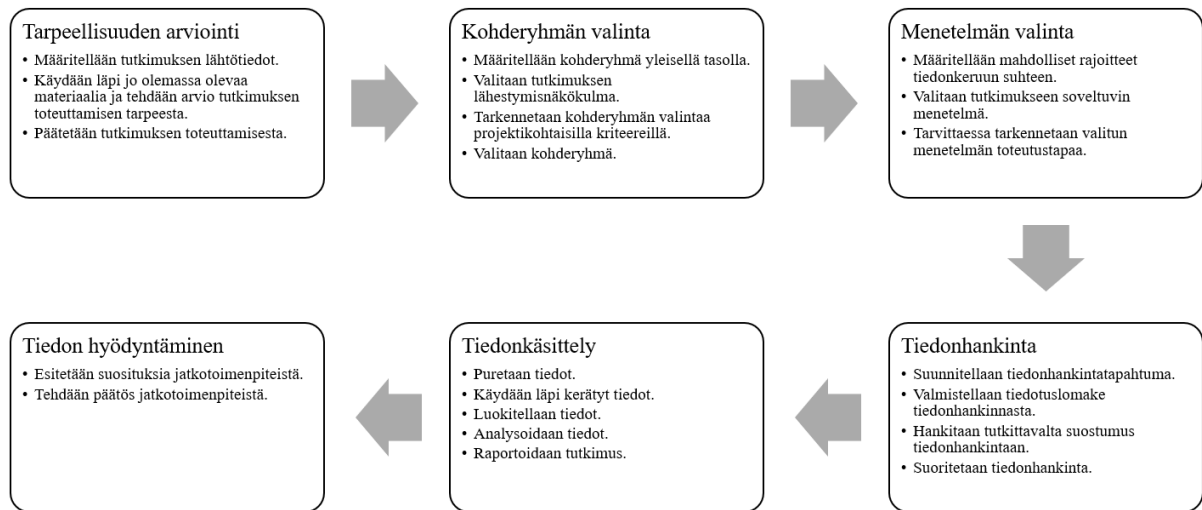 Tarpeellisuuden arviointi
• Määritellään tutkimuksen lähtötiedot.
• Käydään läpi jo olemassa olevaa
materiaalia ja tehdään arvio tutkimuksen
toteuttamisen tarpeesta.
• Päätetään tutkimuksen toteuttamisesta.
Kohderyhmän valinta
• Määritellään kohderyhmä yleisellä tasolla.
• Valitaan tutkimuksen
lähestymisnäkökulma.
• Tarkennetaan kohderyhmän valintaa
projektikohtaisilla kriteereillä.
• Valitaan kohderyhmä.
Menetelmän valinta
• Määritellään mahdolliset rajoitteet
tiedonkeruun suhteen.
• Valitaan tutkimukseen soveltuvin
menetelmä.
• Tarvittaessa tarkennetaan valitun
menetelmän toteutustapaa.
Tiedonhankinta
• Suunnitellaan tiedonhankintatapahtuma.
• Valmistellaan tiedotuslomake
tiedonhankinnasta.
• Hankitaan tutkittavalta suostumus
tiedonhankintaan.
• Suoritetaan tiedonhankinta.
Tiedonkäsittely
• Puretaan tiedot.
• Käydään läpi kerätyt tiedot.
• Luokitellaan tiedot.
• Analysoidaan tiedot.
• Raportoidaan tutkimus.
Tiedon hyödyntäminen
• Esitetään suosituksia jatkotoimenpiteistä.
• Tehdään päätös jatkotoimenpiteistä.